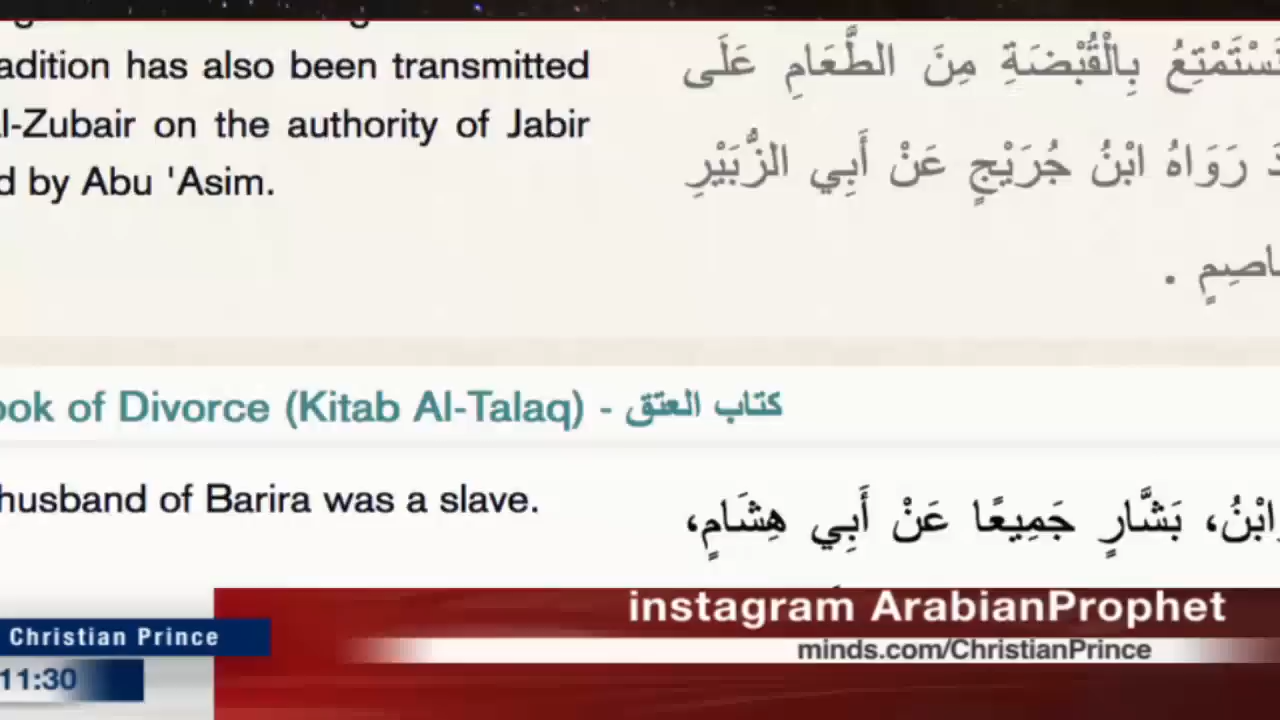 adition has also been transmitted
l-Zubair on the authority of Jabir
d by Abu 'Asim.
نَسْتَمْتِعُ بِالْقُبْضَةِ مِنَ الطَّعَامِ عَلَى
رَوَاهُ ابْنُ جُرَيْجٍ عَنْ أَبِي الزُّبَيْرِ
اصِمٍ .
ook of Divorce (Kitab Al-Talaq) - كتاب العتق
husband of Barira was a slave.
ابْنُ، بَشَّارٍ جَمِيعًا عَنْ أَبِي هِشَامٍ،
instagram ArabianProphet
minds.com/ChristianPrince
Christian Prince
11:30